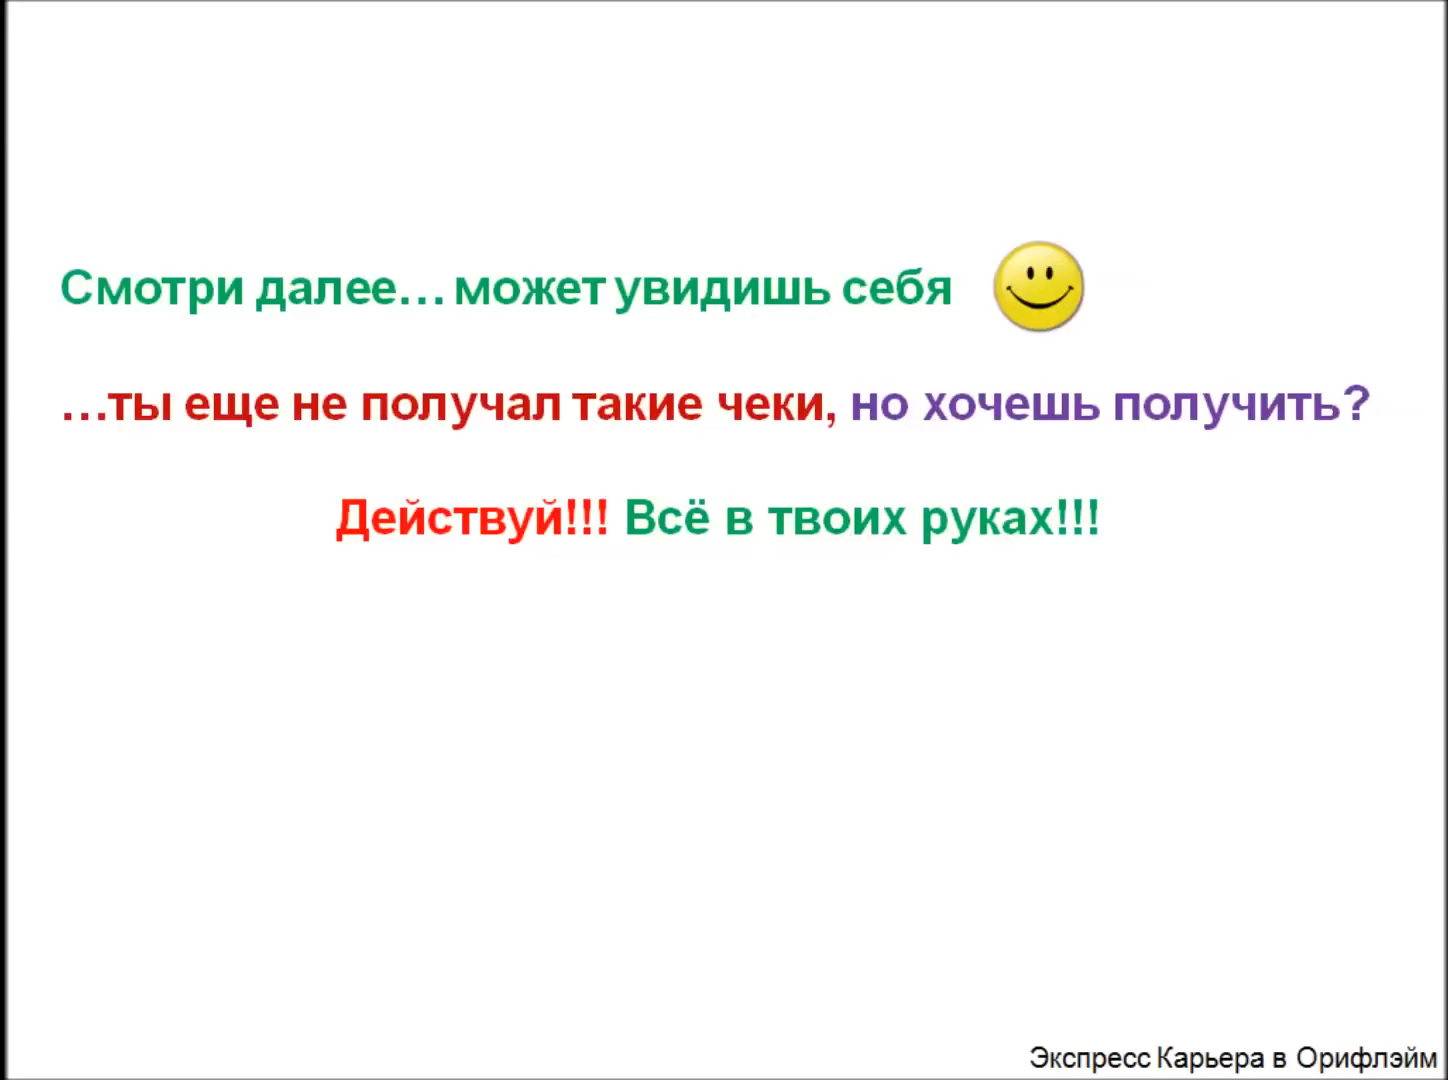 Смотри далее... может увидишь себя
...ты еще не получал такие чеки, но хочешь получить?
Действуй!!! Всё в твоих руках!!!
Экспресс Карьера в Орифлэйм